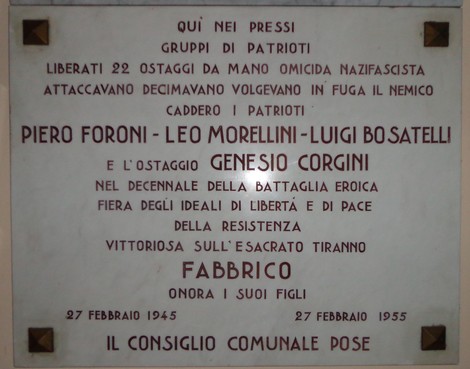 QUÌ NEI PRESSI
GRUPPI DI PATRIOTI
LIBERATI 22 OSTAGGI DA MANO OMICIDA NAZIFASCISTA
ATTACCAVANO DECIMAVANO VOLGEVANO IN FUGA IL NEMICO
CADDERO I PATRIOTI
PIERO FORONI - LEO MORELLINI - LUIGI BOSATELLI
E L'OSTAGGIO GENESIO CORGINI
NEL DECENNALE DELLA BATTAGLIA EROICA
FIERA DEGLI IDEALI DI LIBERTÀ E DI PACE
DELLA RESISTENZA
VITTORIOSA SULL'ESACRATO TIRANNO
FABBRICO
ONORA I SUOI FIGLI
27 FEBBRAIO 1945 27 FEBBRAIO 1955
IL CONSIGLIO COMUNALE POSE